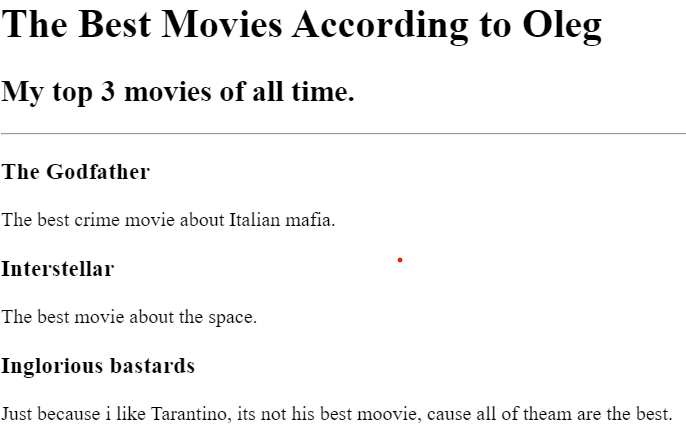 The Best Movies According to Oleg
My top 3 movies of all time.
The Godfather
The best crime movie about Italian mafia.
Interstellar
The best movie about the space.
Inglorious bastards
Just because i like Tarantino, its not his best moovie, cause all of theam are the best.